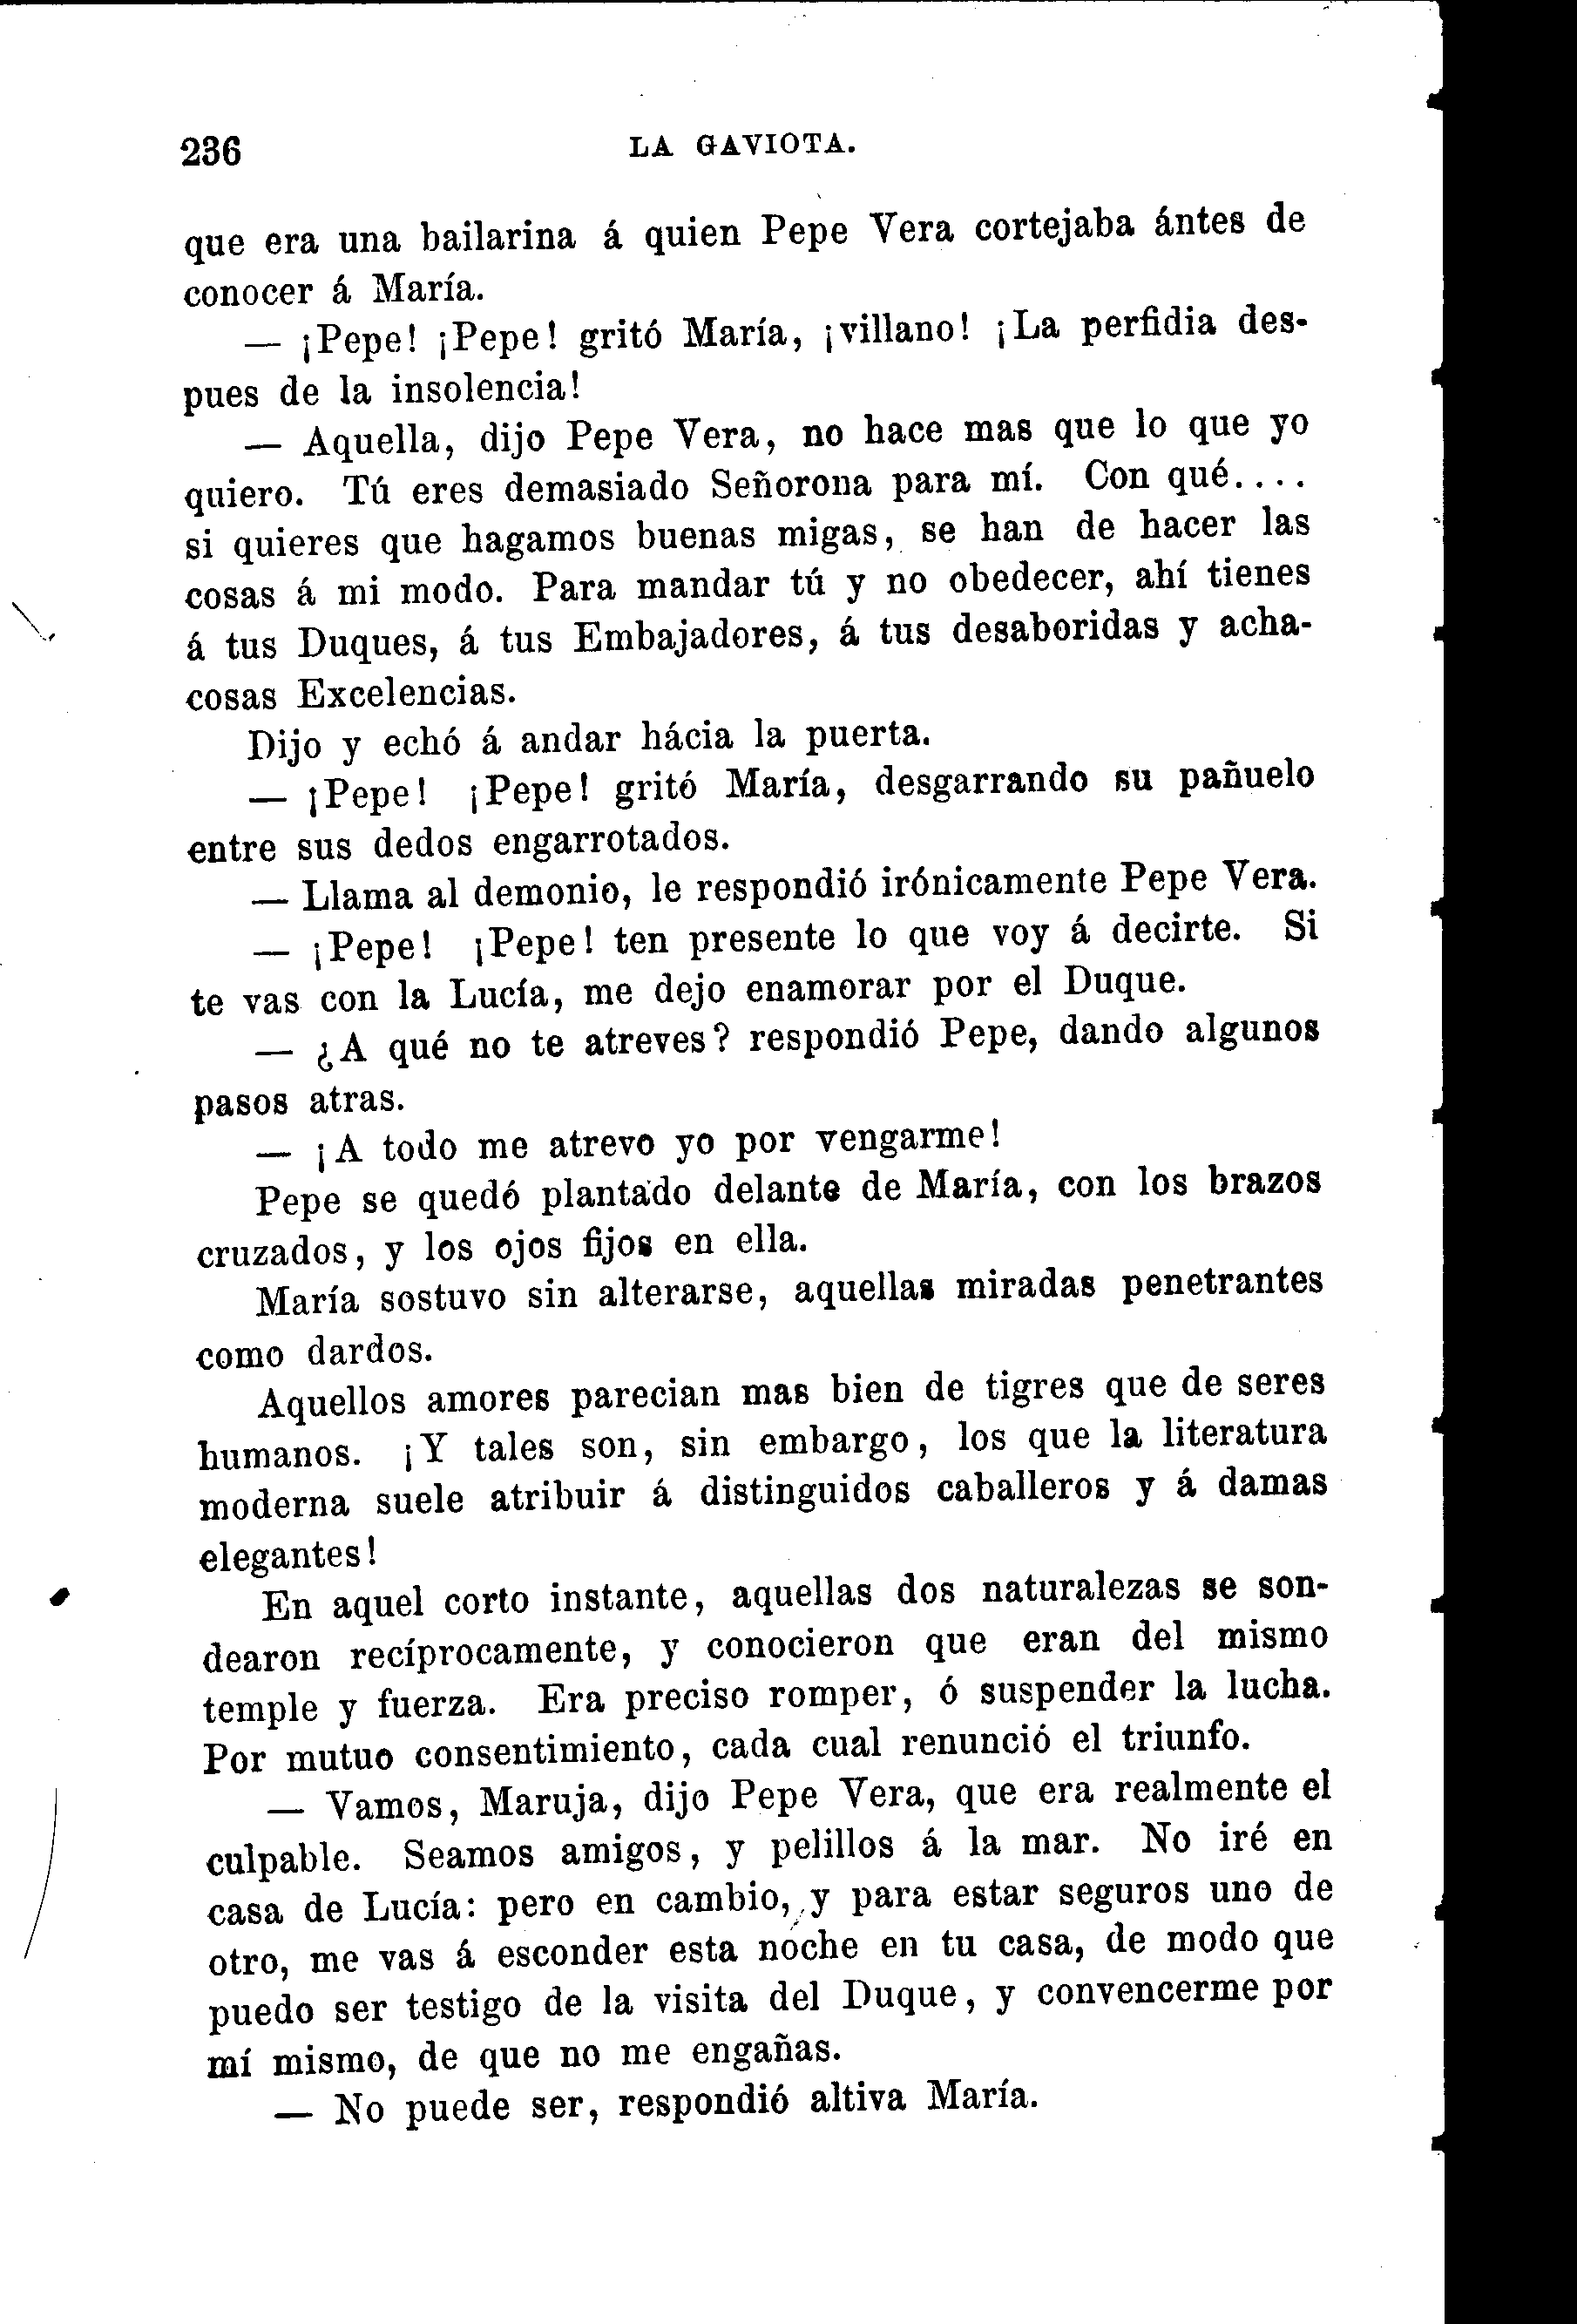 236 LA GAVIOTA.
que era una bailarina á quien Pepe Vera cortejaba ántes de
conocer á María.
— ¡Pepe! ¡Pepe! gritó María, ¡villano! ¡La perfidia des-
pues de la insolencia!
— Aquella, dijo Pepe Vera, no hace mas que lo que yo
quiero. Tú eres demasiado Señorona para mí. Con qué....
si quieres que hagamos buenas migas, se han de hacer las
cosas á mi modo. Para mandar tú y no obedecer, ahí tienes
á tus Duques, á tus Embajadores, á tus desaboridas y acha-
cosas Excelencias.
Dijo y echó á andar hácia la puerta.
— ¡Pepe! ¡Pepe! gritó María, desgarrando su pañuelo
entre sus dedos engarrotados.
— Llama al demonio, le respondió irónicamente Pepe Vera.
— ¡Pepe! ¡Pepe! ten presente lo que voy á decirte. Si
te vas con la Lucía, me dejo enamorar por el Duque.
— ¿A qué no te atreves? respondió Pepe, dando algunos
pasos atras.
— ¡A todo me atrevo yo por vengarme!
Pepe se quedó plantado delante de María, con los brazos
cruzados, y los ojos fijos en ella.
María sostuvo sin alterarse, aquellas miradas penetrantes
como dardos.
Aquellos amores parecian mas bien de tigres que de seres
humanos. ¡Y tales son, sin embargo, los que la literatura
moderna suele atribuir á distinguidos caballeros y á damas
elegantes!
En aquel corto instante, aquellas dos naturalezas se son-
dearon recíprocamente, y conocieron que eran del mismo
temple y fuerza. Era preciso romper, ó suspender la lucha.
Por mutuo consentimiento, cada cual renunció el triunfo.
— Vamos, Maruja, dijo Pepe Vera, que era realmente el
culpable. Seamos amigos, y pelillos á la mar. No iré en
casa de Lucía: pero en cambio, y para estar seguros uno de
otro, me vas á esconder esta noche en tu casa, de modo que
puedo ser testigo de la visita del Duque, y convencerme por
mí mismo, de que no me engañas.
— No puede ser, respondió altiva María.